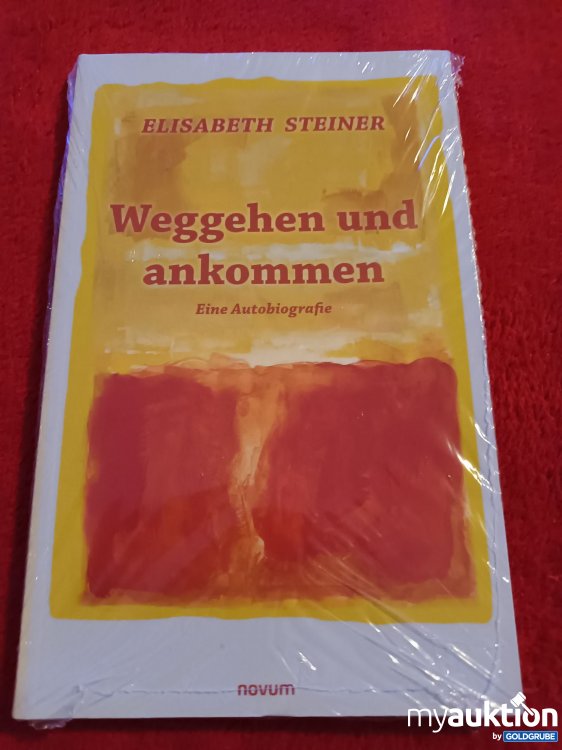 ELISABETH STEINER
Weggehen und
ankommen
Eine Autobiografie
novum
myauktion
by GOLDGRUBE